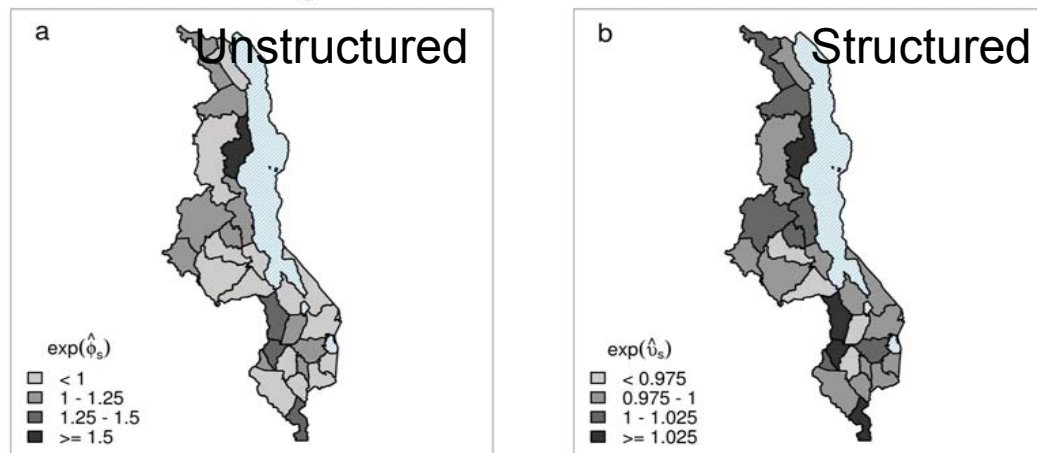 a Unstructured
exp(ϕ̂ₛ)
< 1
1 - 1.25
1.25 - 1.5
>= 1.5
b Structured
exp(υ̂ₛ)
< 0.975
0.975 - 1
1 - 1.025
>= 1.025